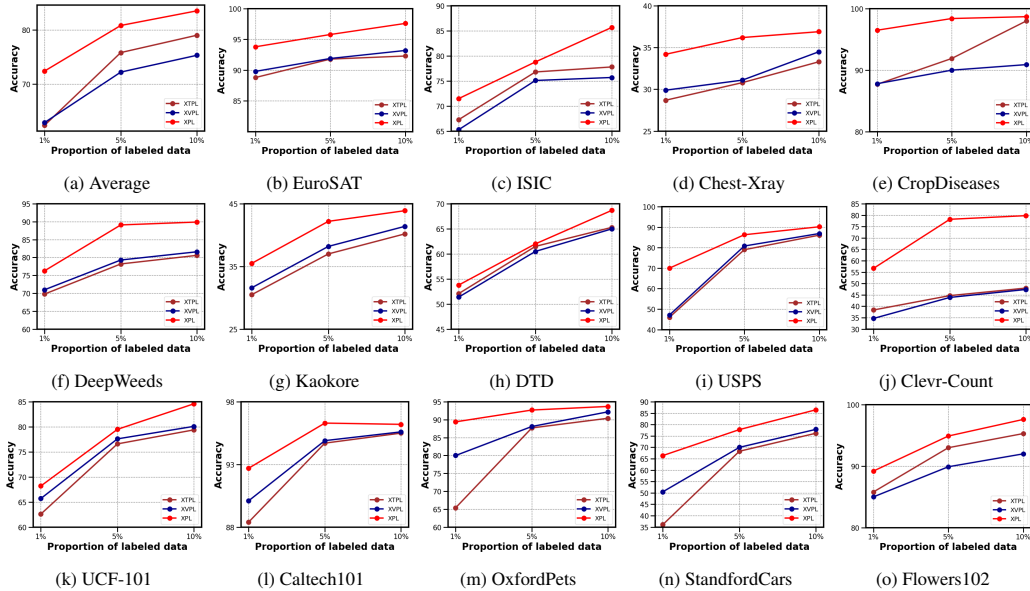 80
70
Accuracy
1%
5%
10%
Proportion of labeled data
XTPL
XVPL
XPL
(a) Average
100
95
90
85
Accuracy
1%
5%
10%
Proportion of labeled data
XTPL
XVPL
XPL
(b) EuroSAT
90
85
80
75
70
65
Accuracy
1%
5%
10%
Proportion of labeled data
XTPL
XVPL
XPL
(c) ISIC
40
35
30
25
Accuracy
1%
5%
10%
Proportion of labeled data
XTPL
XVPL
XPL
(d) Chest-Xray
100
90
80
Accuracy
1%
5%
10%
Proportion of labeled data
XTPL
XVPL
XPL
(e) CropDiseases
95
90
85
80
75
70
65
60
Accuracy
1%
5%
10%
Proportion of labeled data
XTPL
XVPL
XPL
(f) DeepWeeds
45
35
25
Accuracy
1%
5%
10%
Proportion of labeled data
XTPL
XVPL
XPL
(g) Kaokore
70
65
60
55
50
45
Accuracy
1%
5%
10%
Proportion of labeled data
XTPL
XVPL
XPL
(h) DTD
100
90
80
70
60
50
40
Accuracy
1%
5%
10%
Proportion of labeled data
XTPL
XVPL
XPL
(i) USPS
85
80
75
70
65
60
55
50
45
40
35
30
Accuracy
1%
5%
10%
Proportion of labeled data
XTPL
XVPL
XPL
(j) Clevr-Count
85
80
75
70
65
60
Accuracy
1%
5%
10%
Proportion of labeled data
XTPL
XVPL
XPL
(k) UCF-101
98
93
88
Accuracy
1%
5%
10%
Proportion of labeled data
XTPL
XVPL
XPL
(l) Caltech101
95
90
85
80
75
70
65
60
Accuracy
1%
5%
10%
Proportion of labeled data
XTPL
XVPL
XPL
(m) OxfordPets
90
85
80
75
70
65
60
55
50
45
40
35
Accuracy
1%
5%
10%
Proportion of labeled data
XTPL
XVPL
XPL
(n) StandfordCars
100
90
80
Accuracy
1%
5%
10%
Proportion of labeled data
XTPL
XVPL
XPL
(o) Flowers102